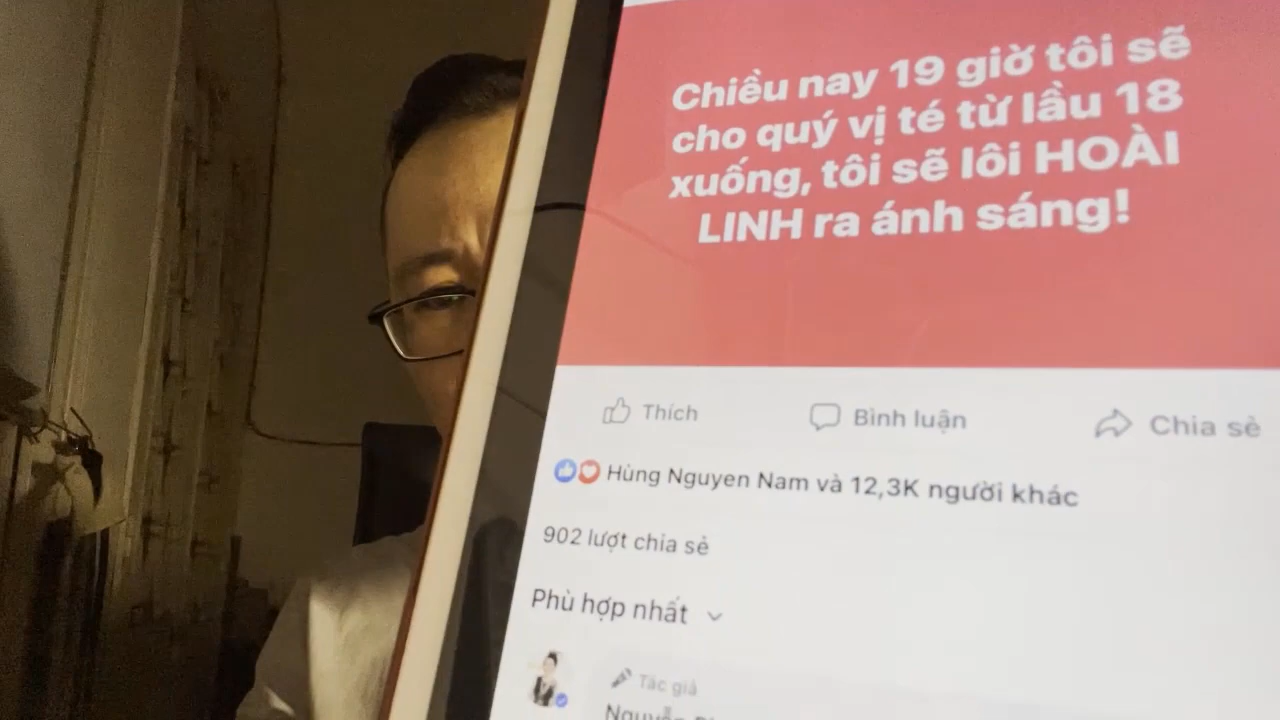 Chiều nay 19 giờ tôi sẽ
cho quý vị té từ lầu 18
xuống, tôi sẽ lôi HOÀI
LINH ra ánh sáng!
Thích
Bình luận
Chia sẻ
Hùng Nguyen Nam và 12,3K người khác
902 lượt chia sẻ
Phù hợp nhất
Tác giả
Nguyễn